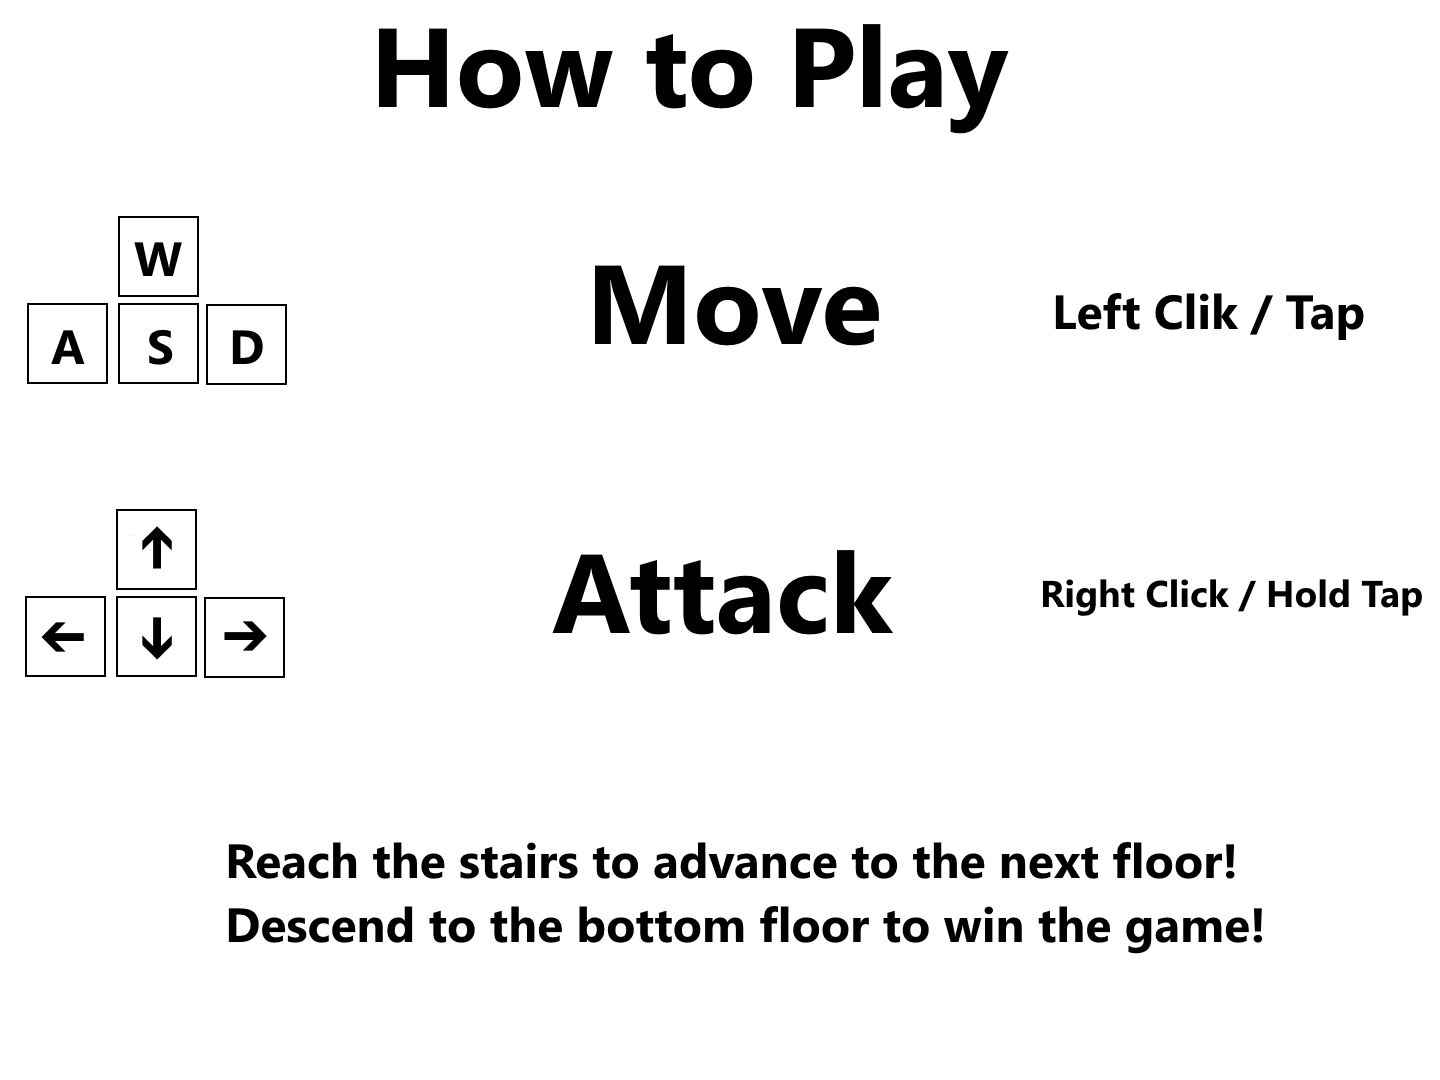 How to Play
W
A S D
Move
Left Clik / Tap
↑
← ↓ →
Attack
Right Click / Hold Tap
Reach the stairs to advance to the next floor!
Descend to the bottom floor to win the game!